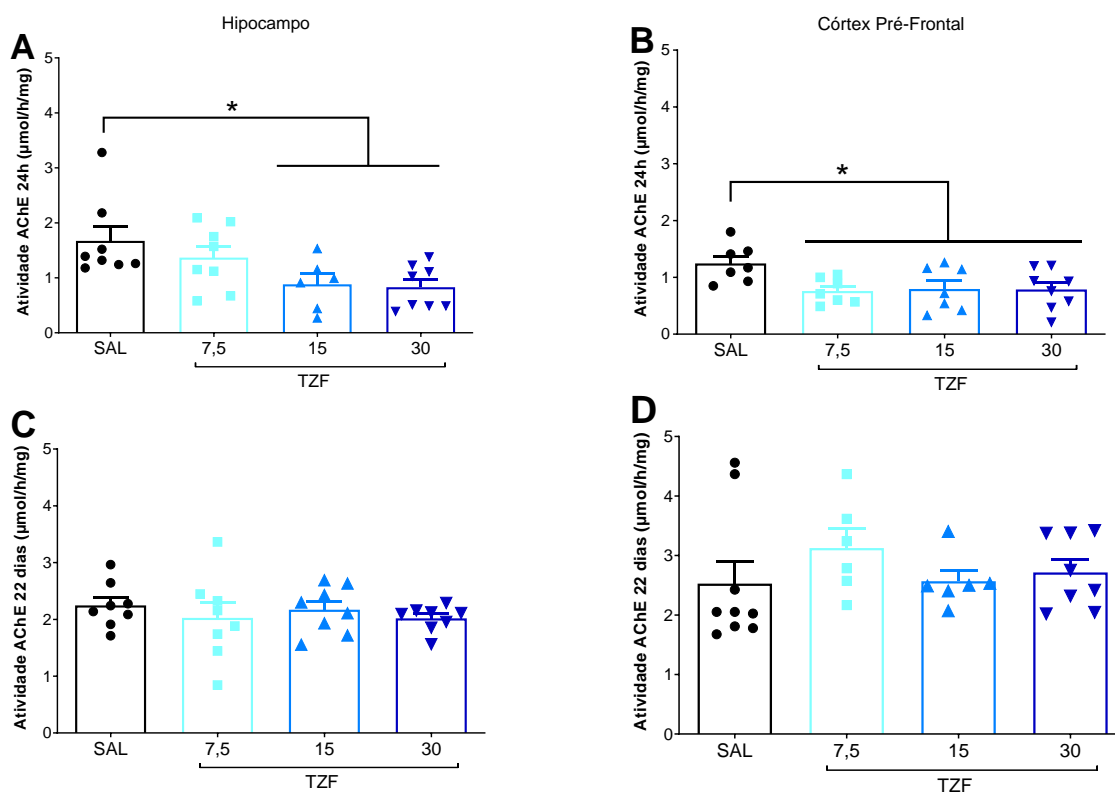 Hipocampo
Córtex Pré-Frontal
A
Atividade AChE 24h (µmol/h/mg)
5
4
3
2
1
0
*
SAL
7,5
15
30
TZF
B
Atividade AChE 24h (µmol/h/mg)
5
4
3
2
1
0
*
SAL
7,5
15
30
TZF
C
Atividade AChE 22 dias (µmol/h/mg)
5
4
3
2
1
0
SAL
7,5
15
30
TZF
D
Atividade AChE 22 dias (µmol/h/mg)
5
4
3
2
1
0
SAL
7,5
15
30
TZF